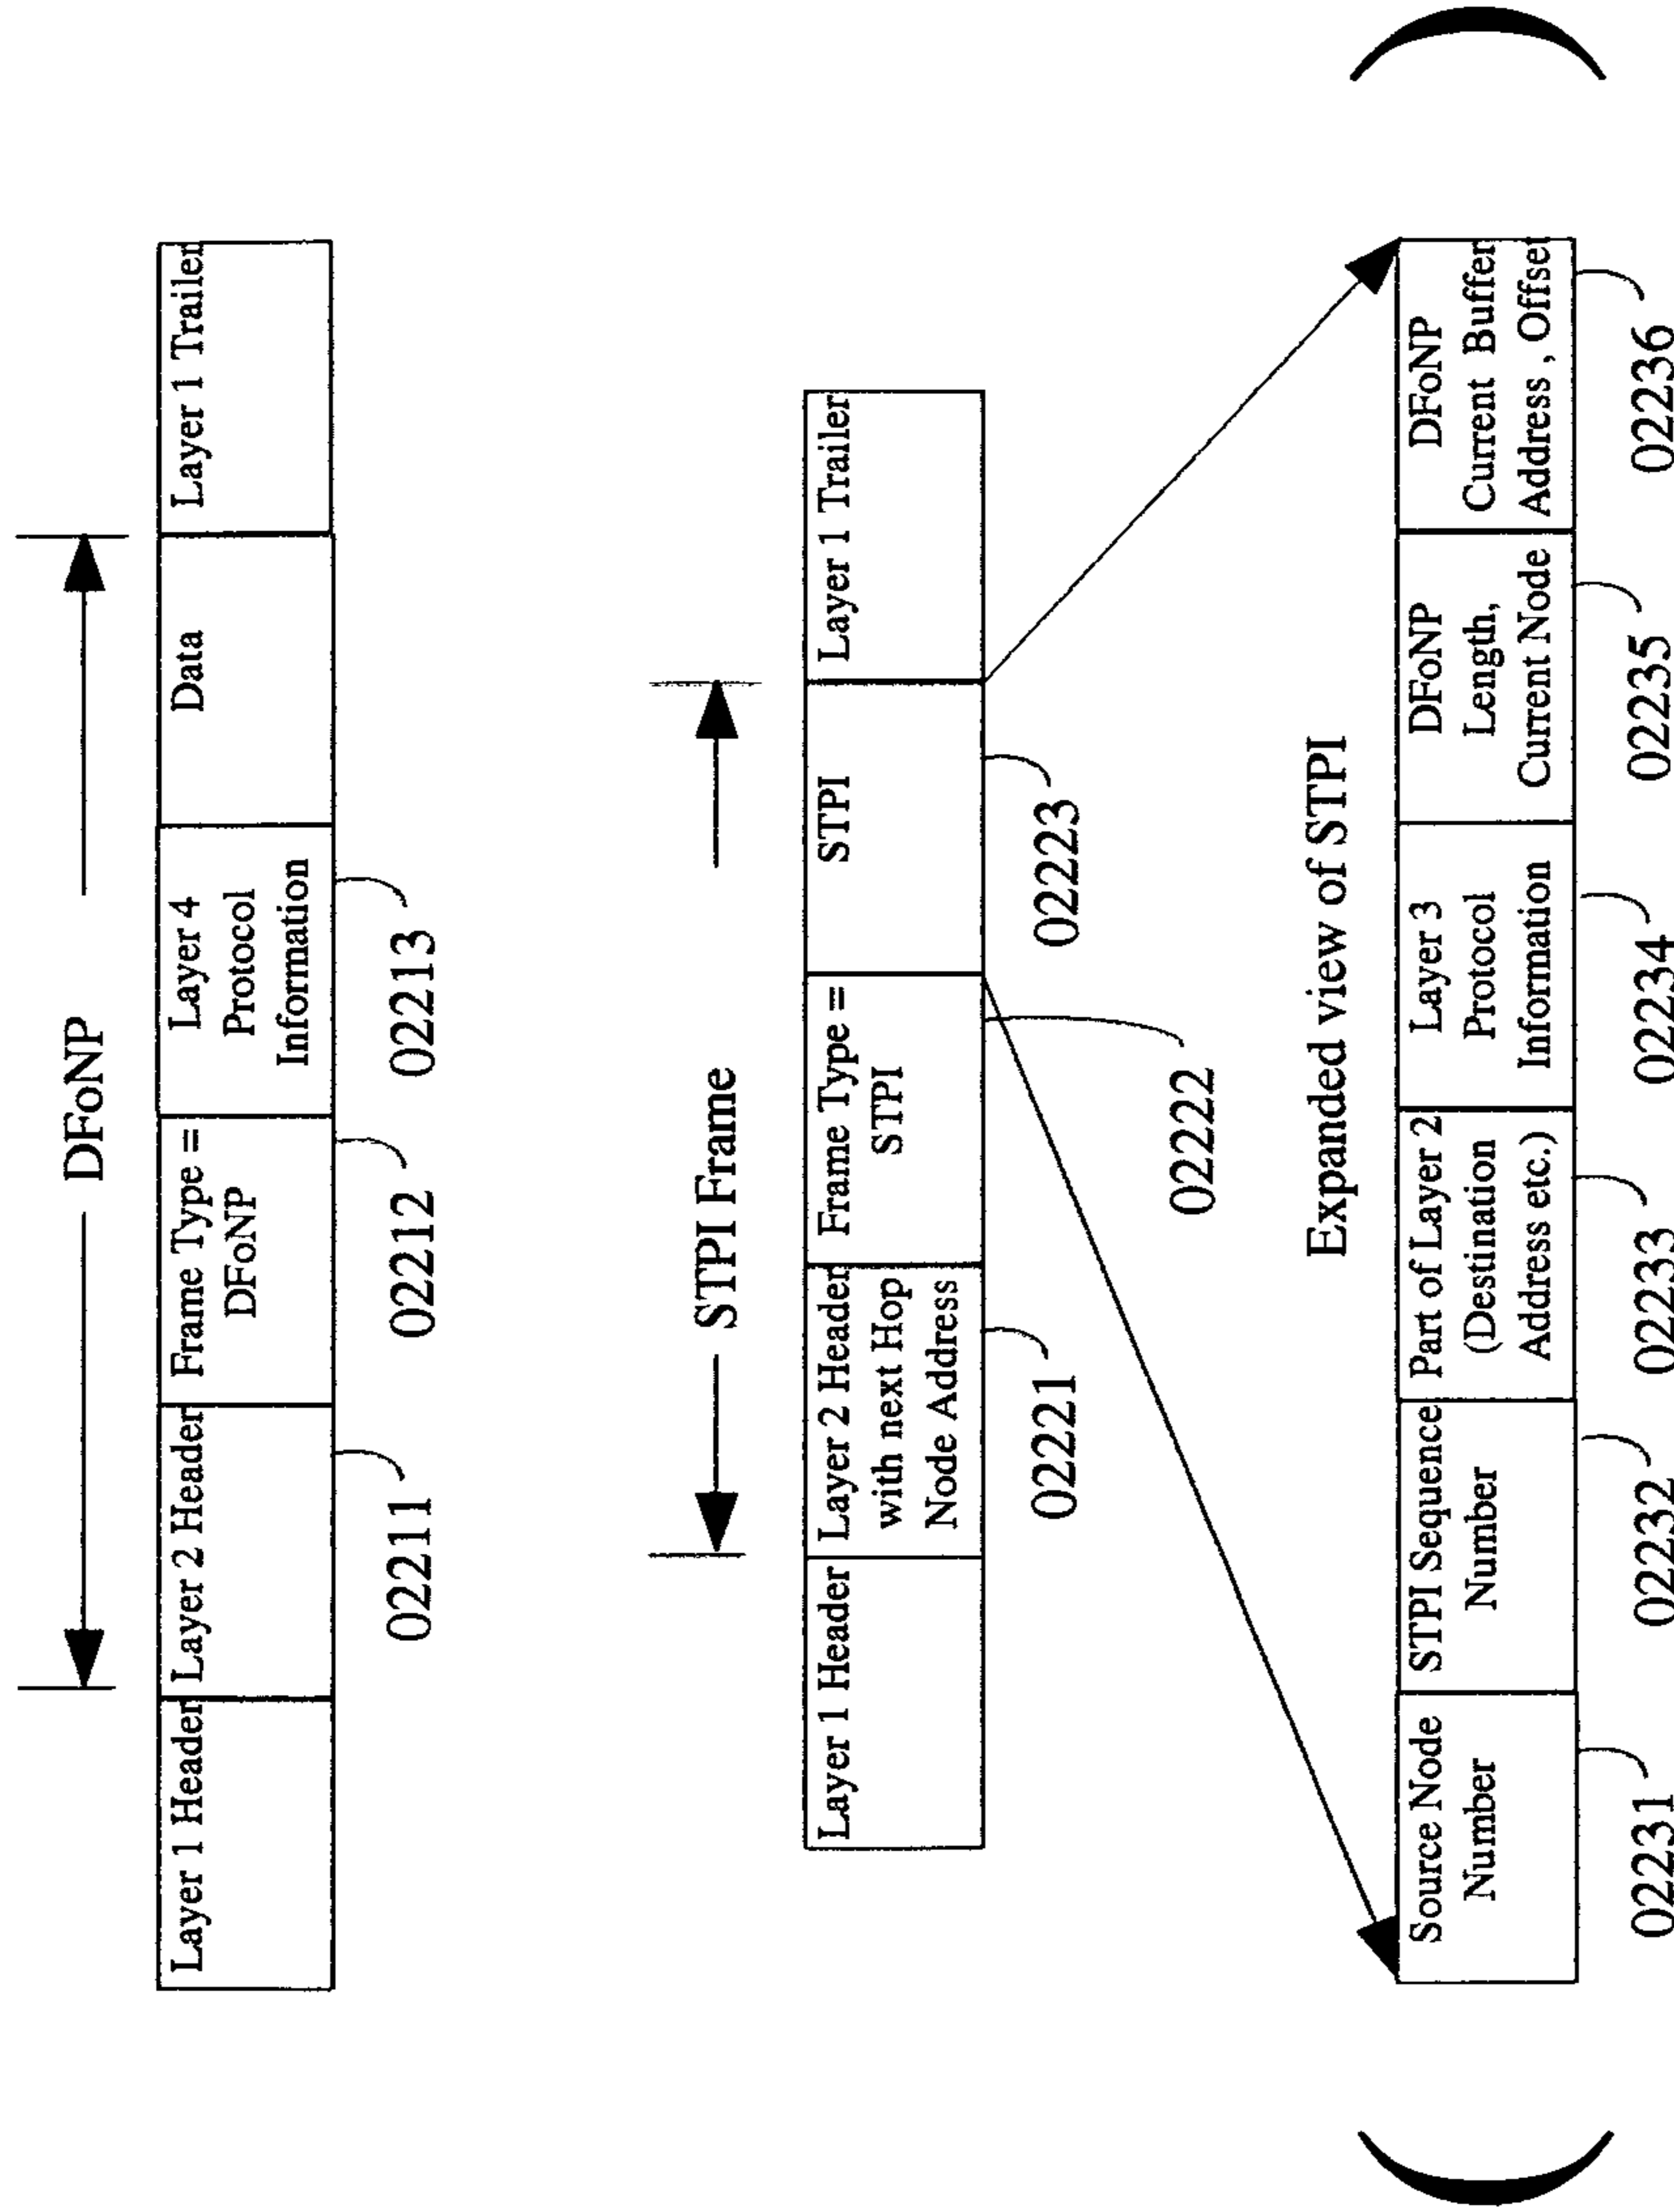 DFoNP
Layer 1 Header
Layer 2 Header
Frame Type =
DFoNP
Layer 4
Protocol
Information
Data
Layer 1 Trailer
02211
02212
02213
STPI Frame
Layer 1 Header
Layer 2 Header
with next Hop
Node Address
Frame Type =
STPI
STPI
Layer 1 Trailer
02221
02222
02223
Expanded view of STPI
Source Node
Number
STPI Sequence
Number
Part of Layer 2
(Destination
Address etc.)
Layer 3
Protocol
Information
DFoNP
Length,
Current Node
DFoNP
Current Buffer
Address , Offset
02231
02232
02233
02234
02235
02236